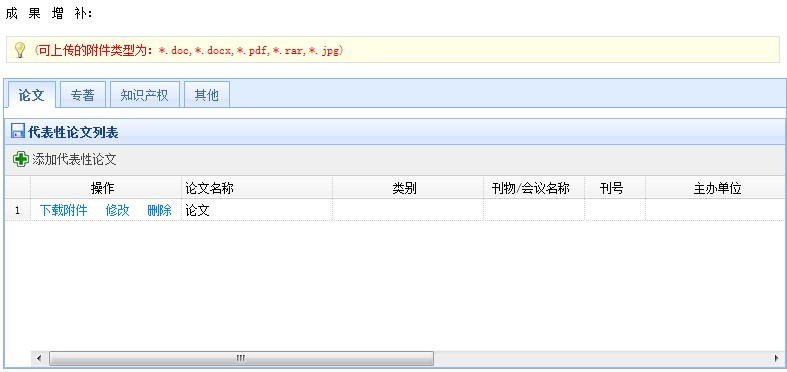 成 果 增 补:
(可上传的附件类型为: *.doc,*.docx,*.pdf,*.rar,*.jpg)
论文 专著 知识产权 其他
代表性论文列表
添加代表性论文
操作 论文名称 类别 刊物/会议名称 刊号 主办单位
1 下载附件 修改 删除 论文